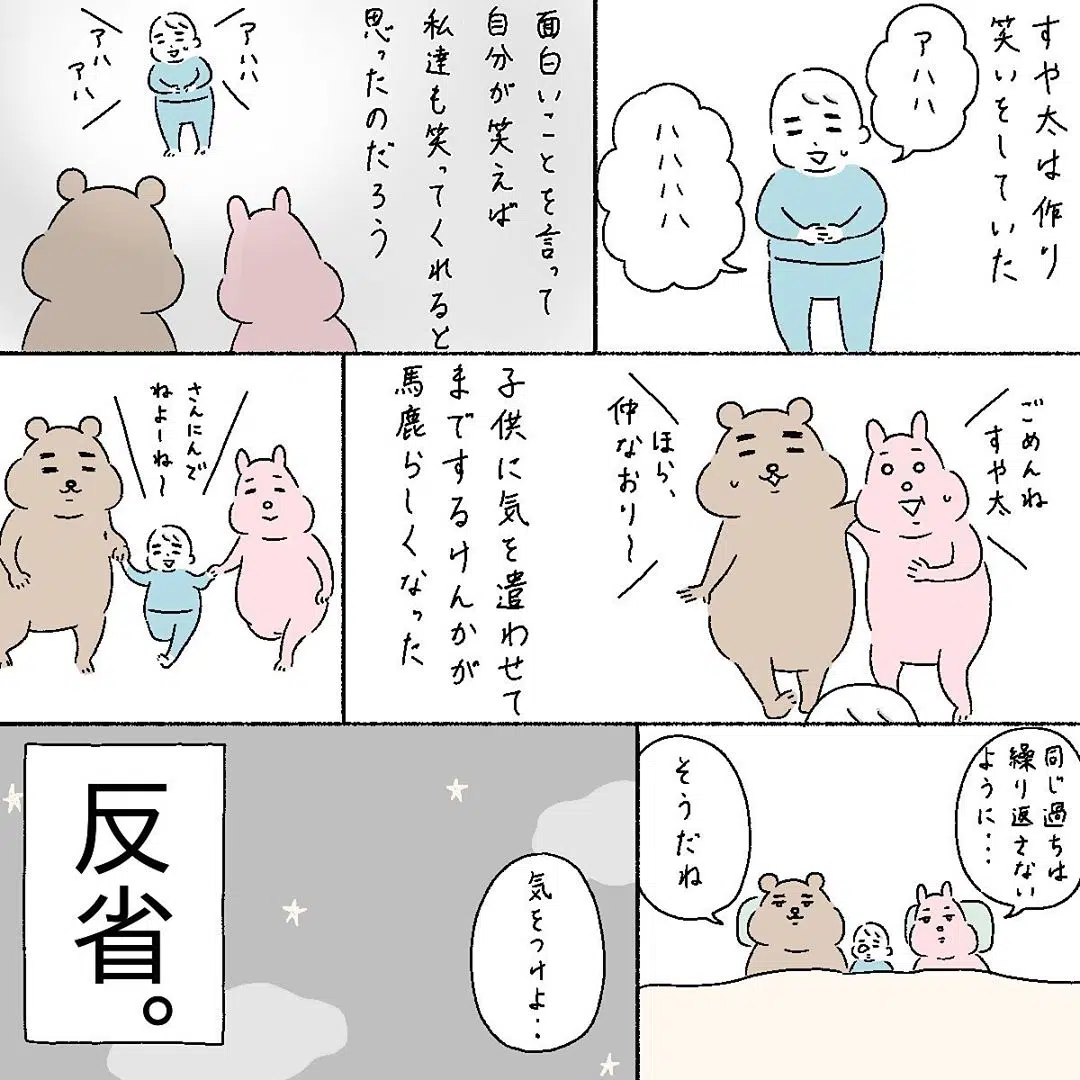 すや太は作り
笑いをしていた
アハハ
ハハハハ
面白いことを言って
自分が笑えば
私達も笑ってくれると
思ったのだろう
アハハ
アハハ
アハ
ごめんね
すや太
ほら、
仲なおり～
子供に気を遣わせて
までするけんかが
馬鹿らしくなった
さんにんで
ねよーね～
同じ過ちは
繰り返さない
ように・・・
そうだね
気をつけよ・・
反省。